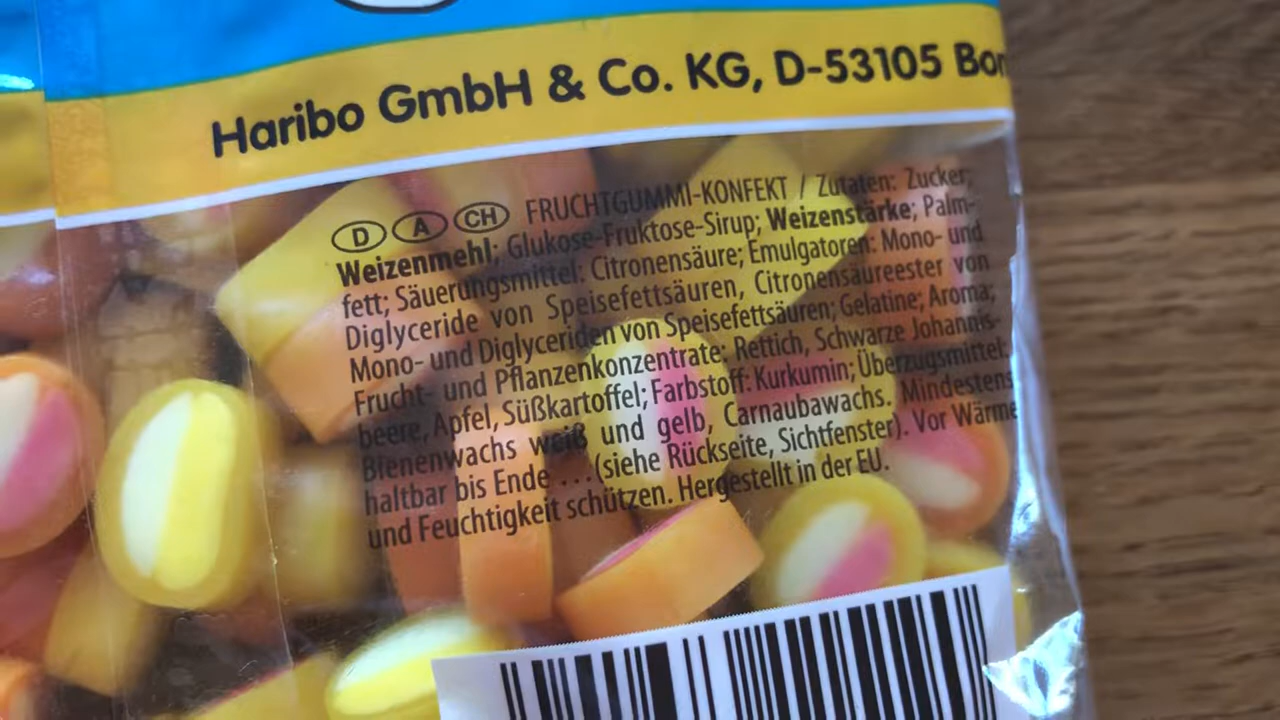 Haribo GmbH & Co. KG, D-53105 Bon
D A CH FRUCHTGUMMI-KONFEKT / Zutaten: Zucker;
Weizenmehl; Glukose-Fruktose-Sirup; Weizenstärke; Palm-
fett; Säuerungsmittel: Citronensäure; Emulgatoren: Mono- und
Diglyceride von Speisefettsäuren, Citronensäureester von
Mono- und Diglyceriden von Speisefettsäuren; Gelatine; Aroma;
Frucht- und Pflanzenkonzentrate: Rettich, Schwarze Johannis-
beere, Apfel, Süßkartoffel; Farbstoff: Kurkumin; Überzugsmittel:
Bienenwachs weiß und gelb, Carnaubawachs. Mindestens
haltbar bis Ende ... (siehe Rückseite, Sichtfenster). Vor Wärme
und Feuchtigkeit schützen. Hergestellt in der EU.